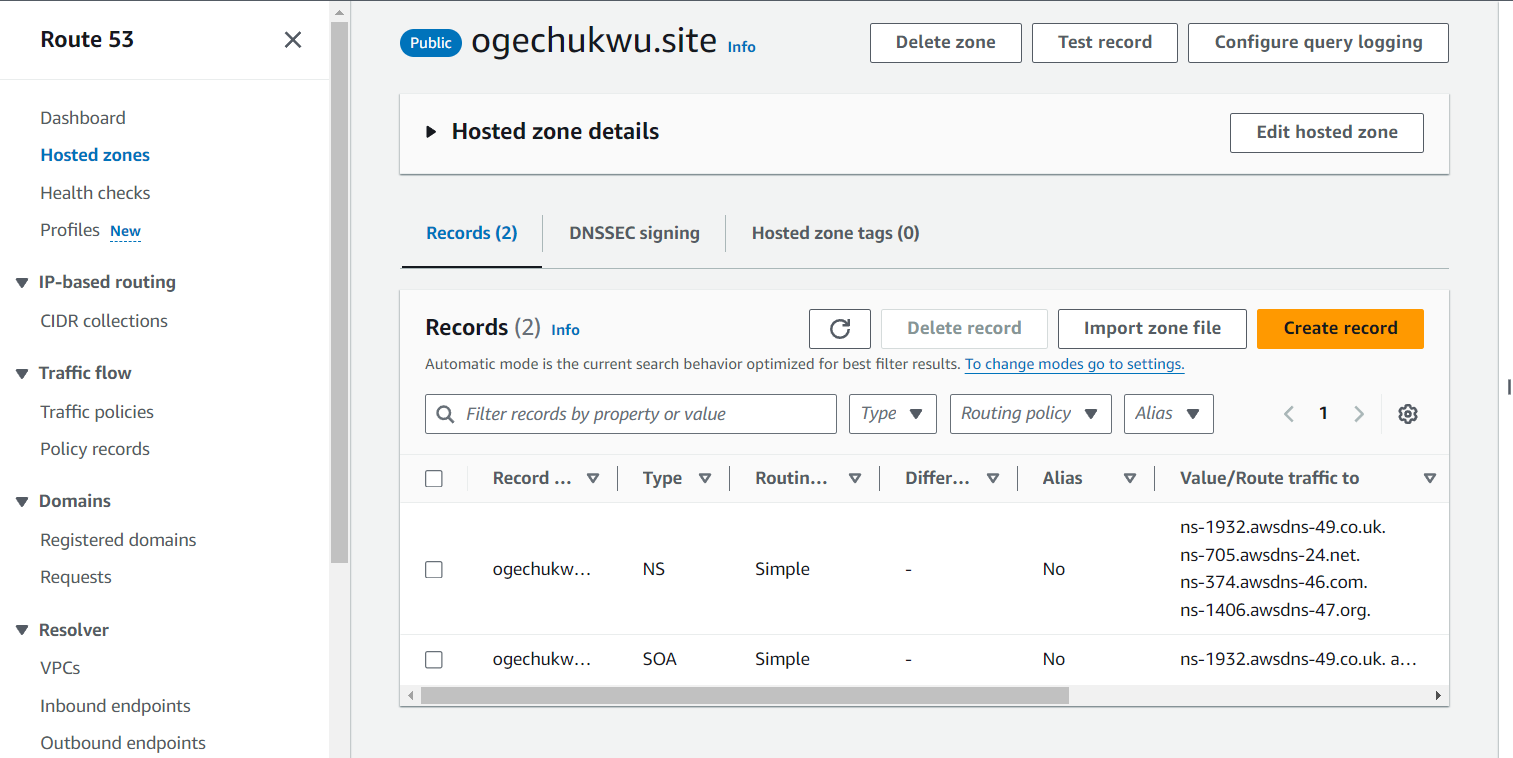 Route 53
Dashboard
Hosted zones
Health checks
Profiles New
IP-based routing
CIDR collections
Traffic flow
Traffic policies
Policy records
Domains
Registered domains
Requests
Resolver
VPCs
Inbound endpoints
Outbound endpoints
Public ogechukwu.site Info
Delete zone Test record Configure query logging
Hosted zone details Edit hosted zone
Records (2) DNSSEC signing Hosted zone tags (0)
Records (2) Info Delete record Import zone file Create record
Automatic mode is the current search behavior optimized for best filter results. To change modes go to settings.
Filter records by property or value Type Routing policy Alias 1
Record ... Type Routin... Differ... Alias Value/Route traffic to
ogechukw... NS Simple - No
ns-1932.awsdns-49.co.uk.
ns-705.awsdns-24.net.
ns-374.awsdns-46.com.
ns-1406.awsdns-47.org.
ogechukw... SOA Simple - No ns-1932.awsdns-49.co.uk. a...